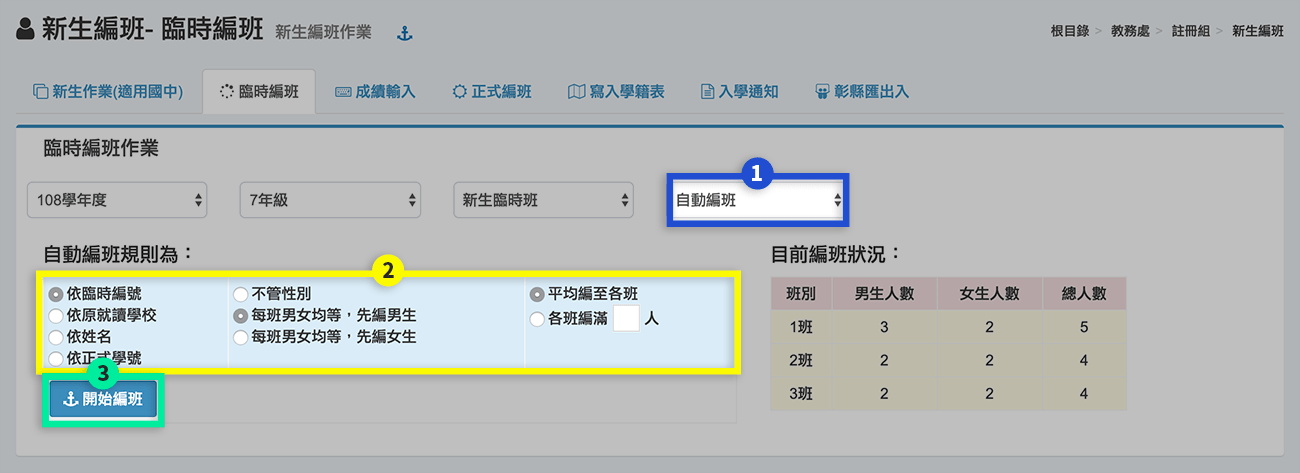 新生編班- 臨時編班 新生編班作業
根目錄 > 教務處 > 註冊組 > 新生編班
新生作業(適用國中) 臨時編班 成績輸入 正式編班 寫入學籍表 入學通知 彰縣匯出入
臨時編班作業
1
108學年度 7年級 新生臨時班 自動編班
自動編班規則為：
2
依臨時編號
依原就讀學校
依姓名
依正式學號
不管性別
每班男女均等，先編男生
每班男女均等，先編女生
平均編至各班
各班編滿 人
3
開始編班
目前編班狀況：
班別 男生人數 女生人數 總人數
1班 3 2 5
2班 2 2 4
3班 2 2 4